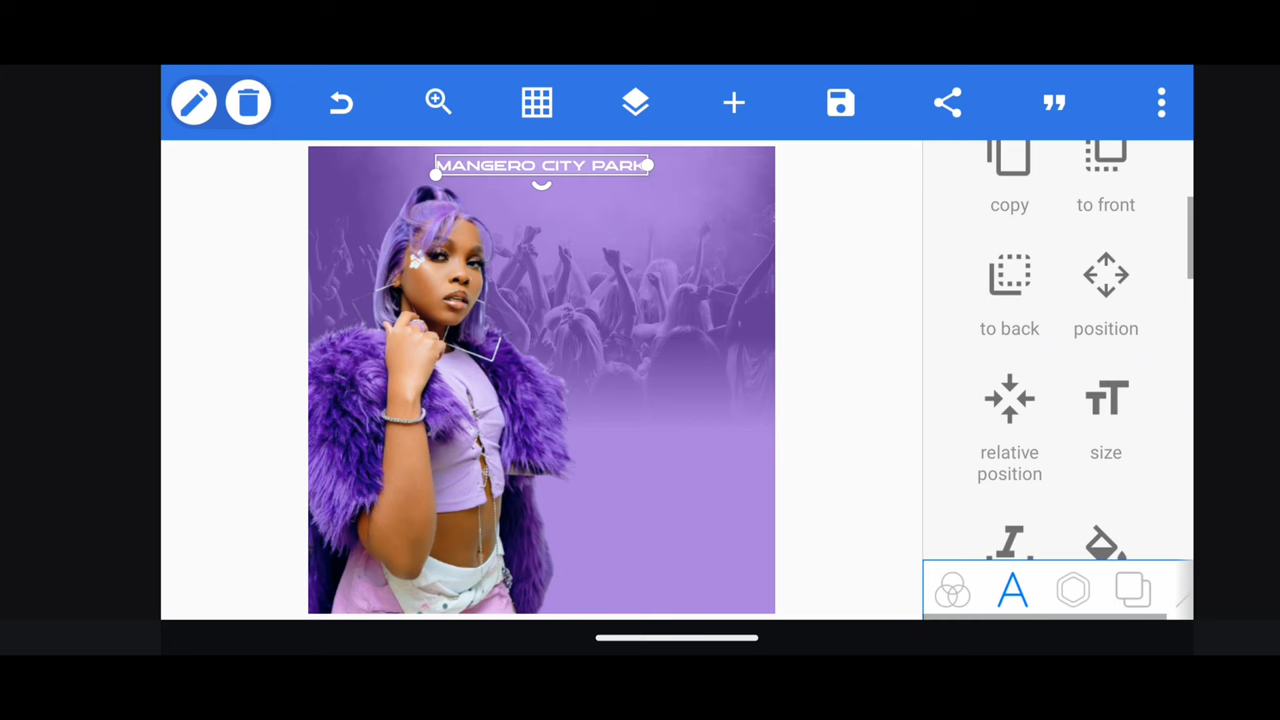 MANGERO CITY PARK
copy
to front
to back
position
relative
position
size